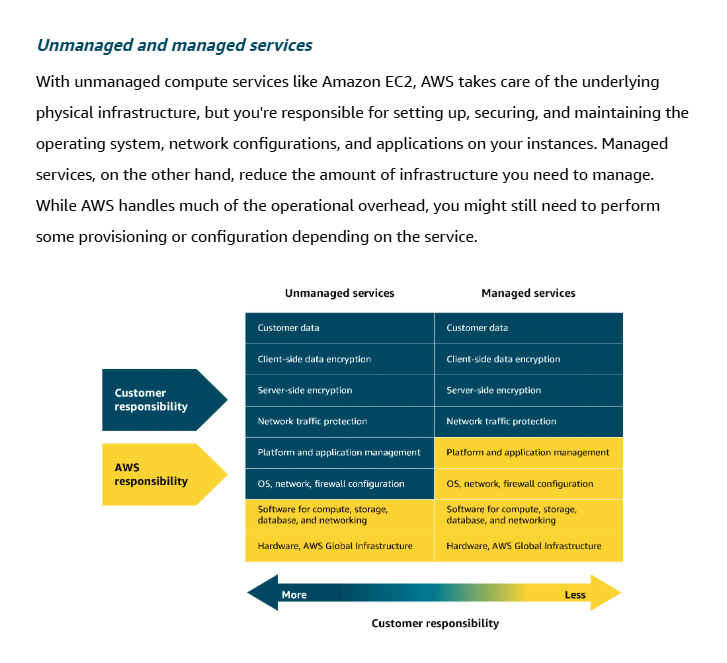 Unmanaged and managed services
With unmanaged compute services like Amazon EC2, AWS takes care of the underlying
physical infrastructure, but you're responsible for setting up, securing, and maintaining the
operating system, network configurations, and applications on your instances. Managed
services, on the other hand, reduce the amount of infrastructure you need to manage.
While AWS handles much of the operational overhead, you might still need to perform
some provisioning or configuration depending on the service.
Unmanaged services
Managed services
Customer data
Customer data
Client-side data encryption
Client-side data encryption
Customer
responsibility
Server-side encryption
Server-side encryption
Network traffic protection
Network traffic protection
AWS
responsibility
Platform and application management
Platform and application management
OS, network, firewall configuration
OS, network, firewall configuration
Software for compute, storage,
database, and networking
Software for compute, storage,
database, and networking
Hardware, AWS Global Infrastructure
Hardware, AWS Global Infrastructure
More
Less
Customer responsibility